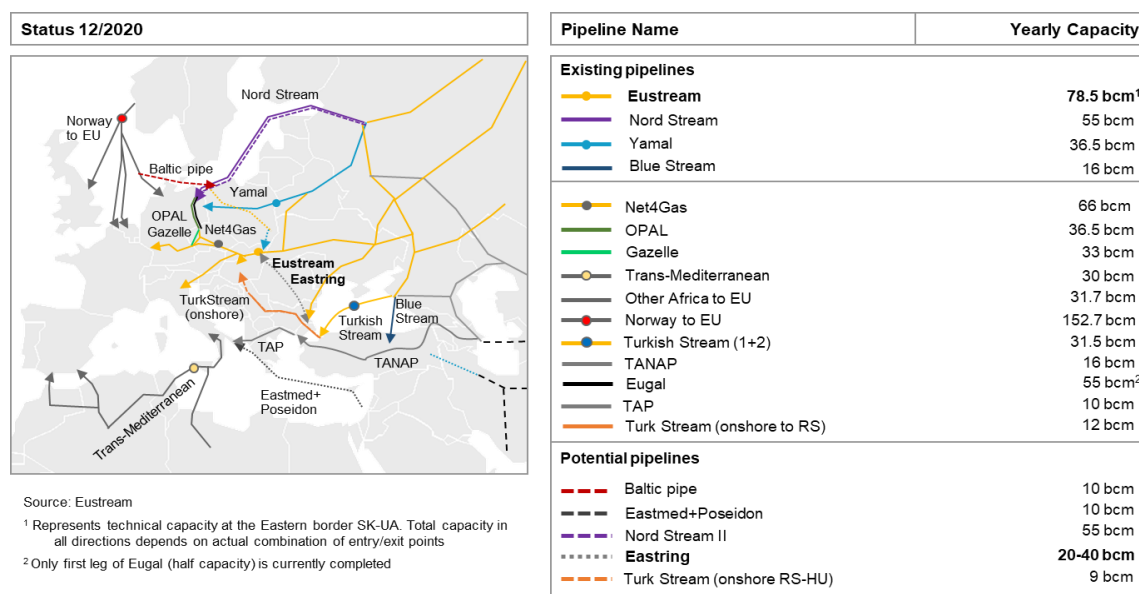 Status 12/2020
Nord Stream
Norway
to EU
Baltic pipe
Yamal
OPAL
Gazelle
Net4Gas
Eustream
Eastring
TurkStream
(onshore)
Turkish
Stream
Blue
Stream
TAP
TANAP
Eastmed+
Poseidon
Trans-Mediterranean
Source: Eustream
1 Represents technical capacity at the Eastern border SK-UA. Total capacity in
all directions depends on actual combination of entry/exit points
2 Only first leg of Eugal (half capacity) is currently completed
Pipeline Name Yearly Capacity
Existing pipelines
Eustream 78.5 bcm1
Nord Stream 55 bcm
Yamal 36.5 bcm
Blue Stream 16 bcm
Net4Gas 66 bcm
OPAL 36.5 bcm
Gazelle 33 bcm
Trans-Mediterranean 30 bcm
Other Africa to EU 31.7 bcm
Norway to EU 152.7 bcm
Turkish Stream (1+2) 31.5 bcm
TANAP 16 bcm
Eugal 55 bcm2
TAP 10 bcm
Turk Stream (onshore to RS) 12 bcm
Potential pipelines
Baltic pipe 10 bcm
Eastmed+Poseidon 10 bcm
Nord Stream II 55 bcm
Eastring 20-40 bcm
Turk Stream (onshore RS-HU) 9 bcm